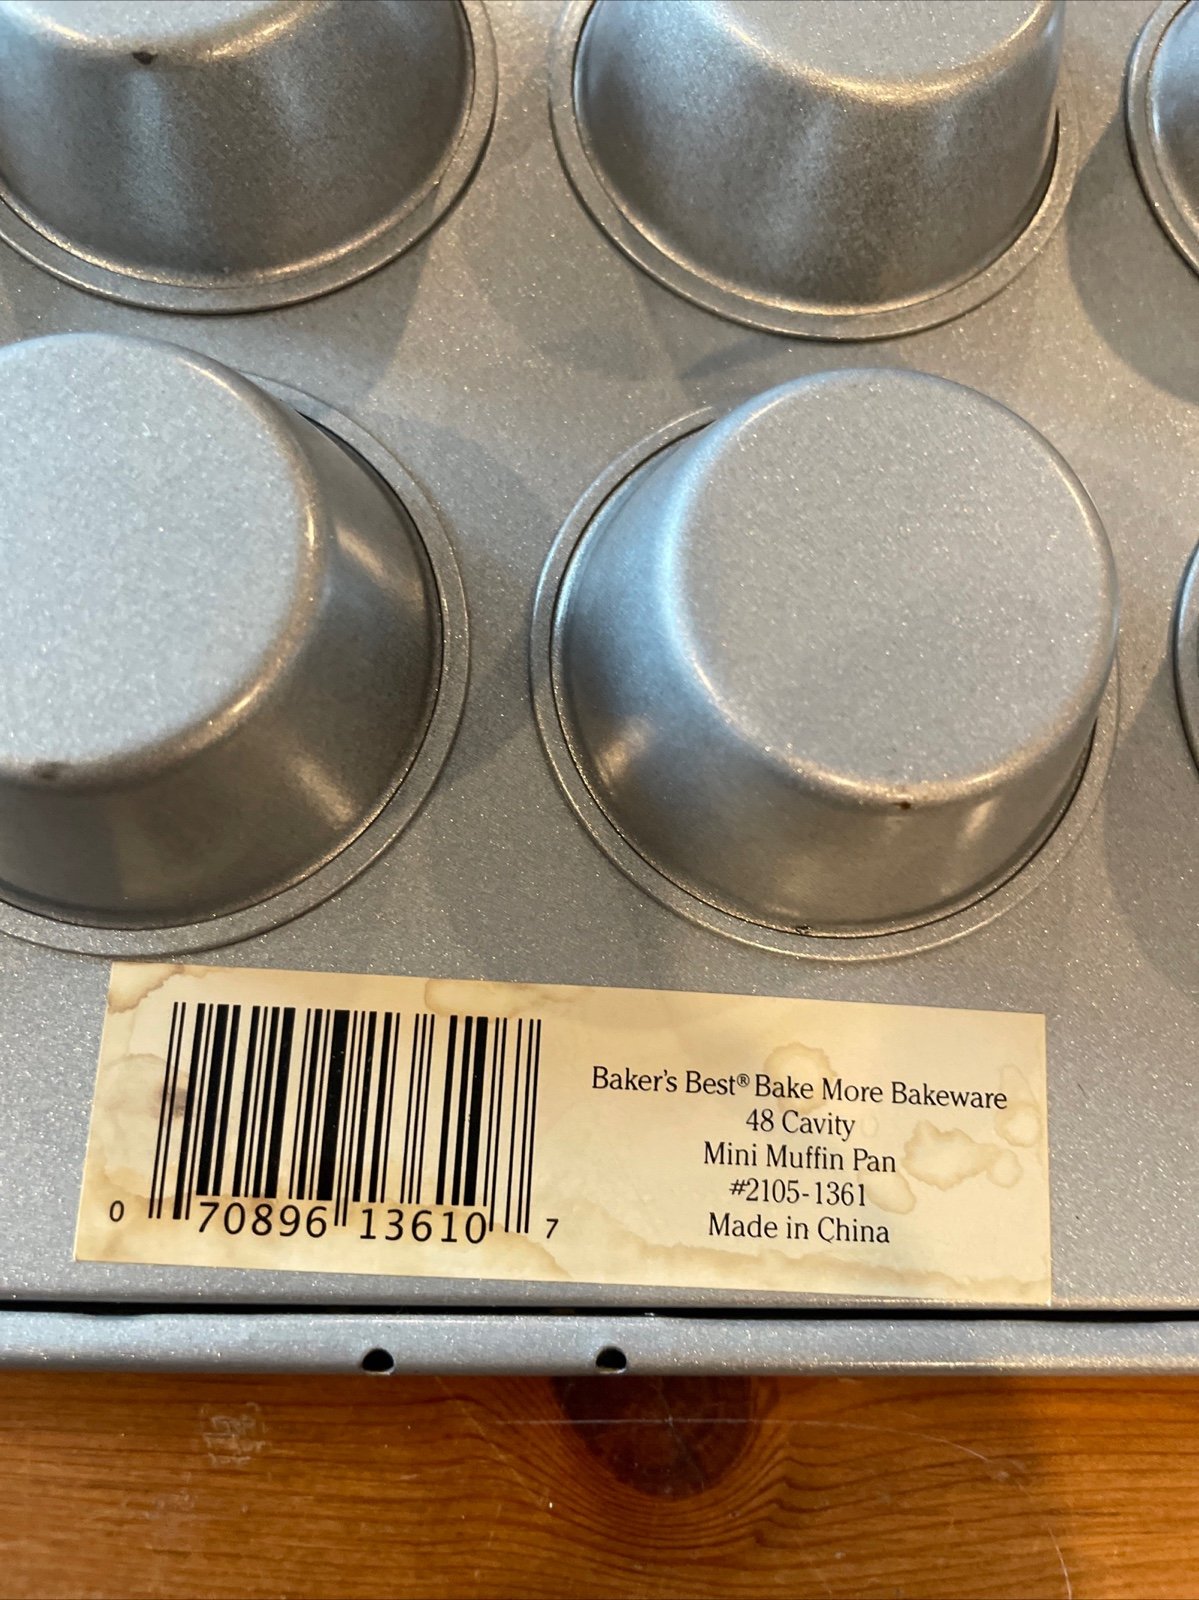 0 70896 13610 7
Baker's Best® Bake More Bakeware
48 Cavity
Mini Muffin Pan
#2105-1361
Made in China